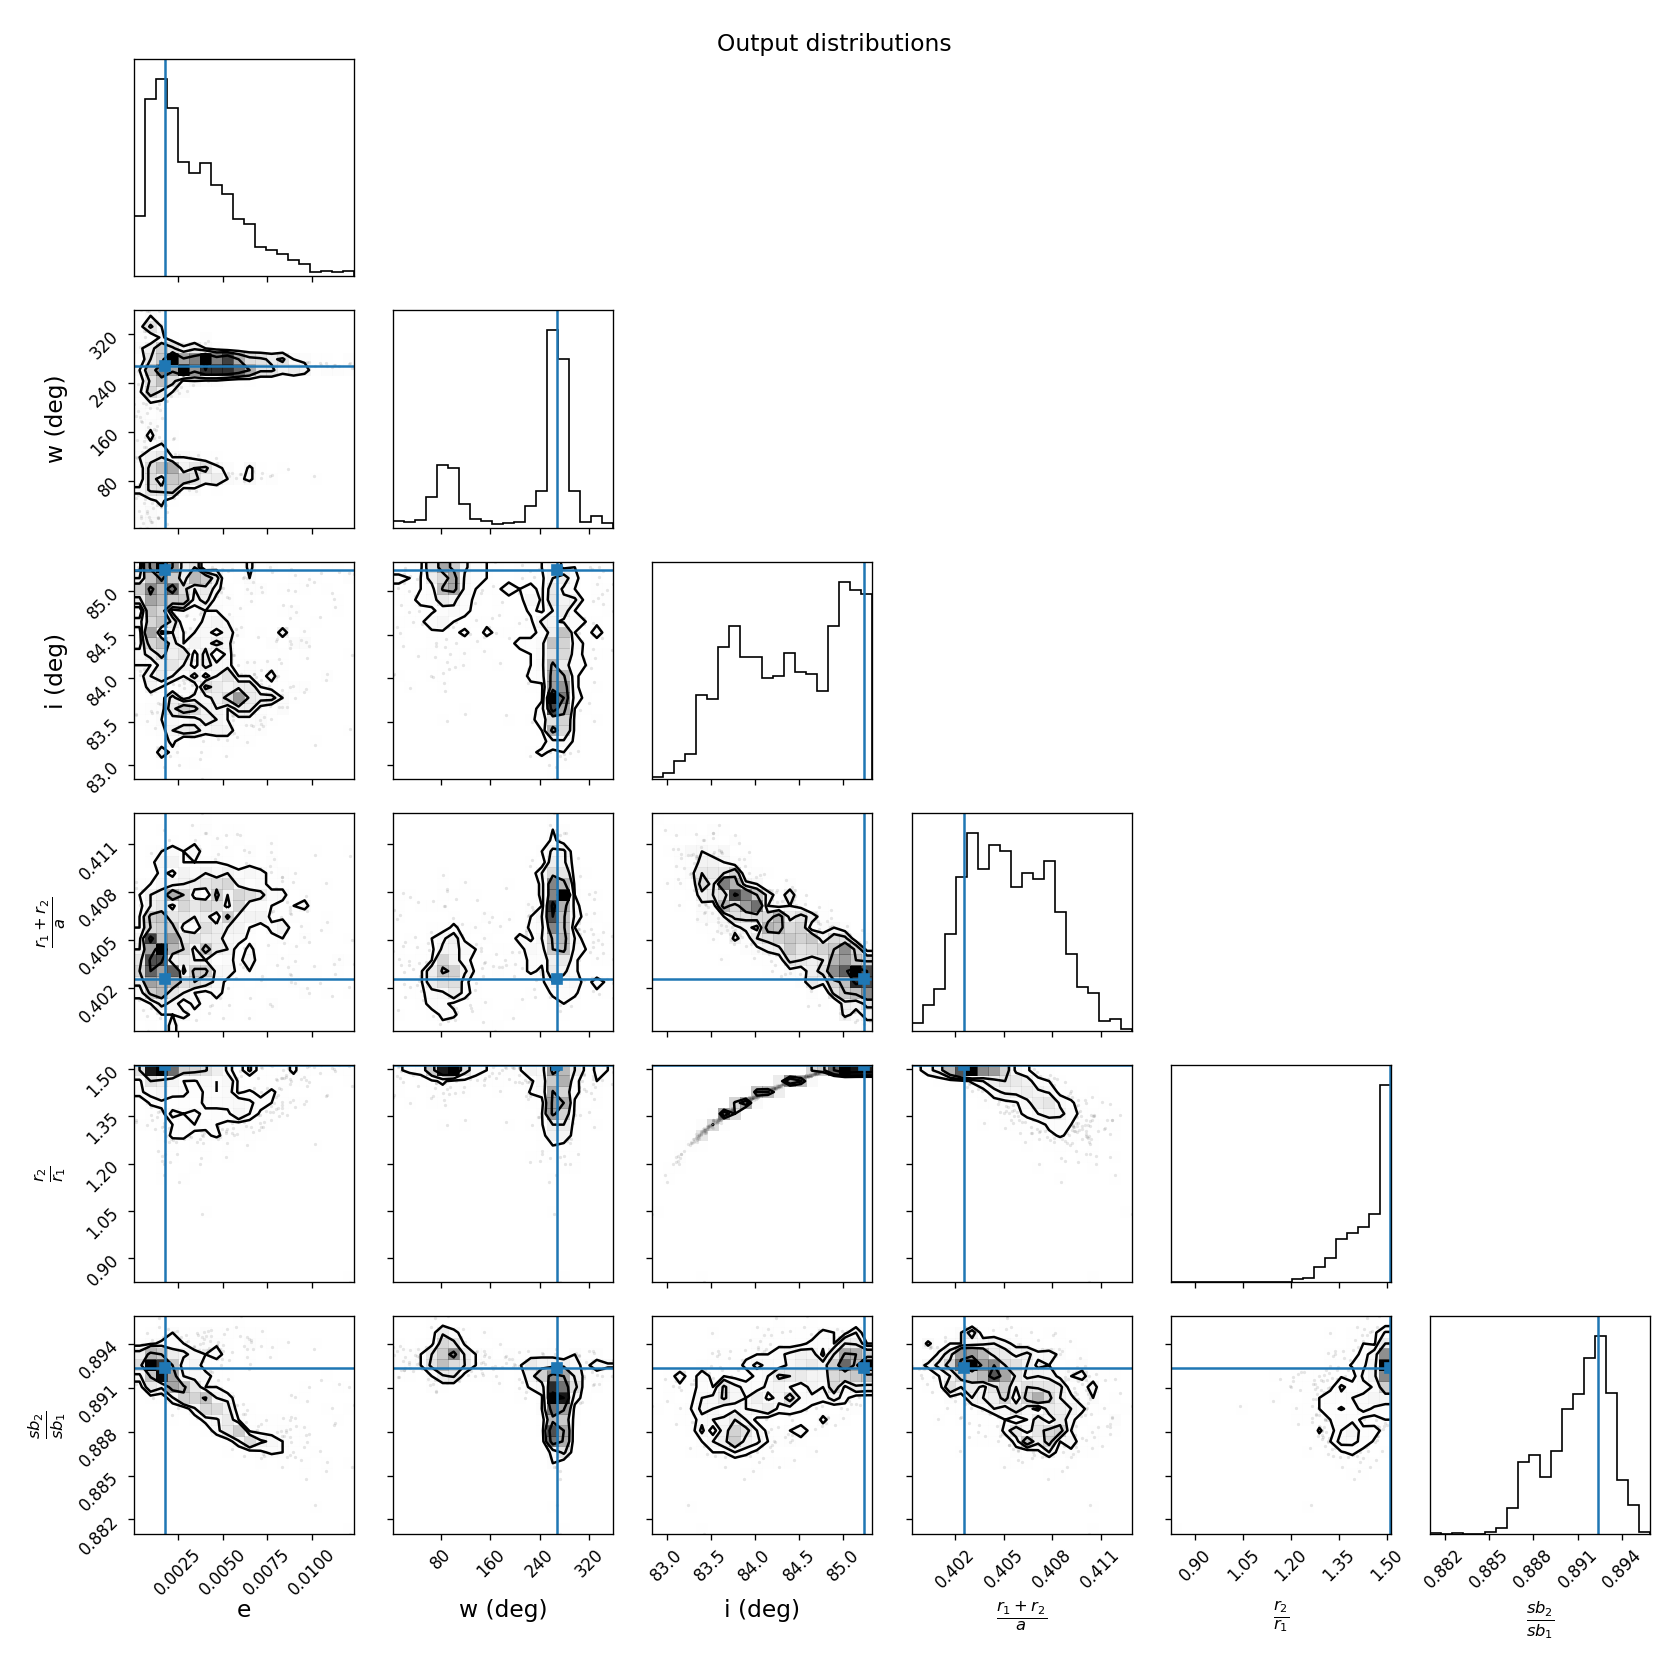 Output distributions
w (deg)
320
240
160
80
i (deg)
85.0
84.5
84.0
83.5
83.0
r₁ + r₂
a
0.411
0.408
0.405
0.402
r₂
r₁
1.50
1.35
1.20
1.05
0.90
sb₂
sb₁
0.894
0.891
0.888
0.885
0.882
0.0025 0.0050 0.0075 0.0100
e
80 160 240 320
w (deg)
83.0 83.5 84.0 84.5 85.0
i (deg)
0.402 0.405 0.408 0.411
r₁ + r₂
a
0.90 1.05 1.20 1.35 1.50
r₂
r₁
0.882 0.885 0.888 0.891 0.894
sb₂
sb₁